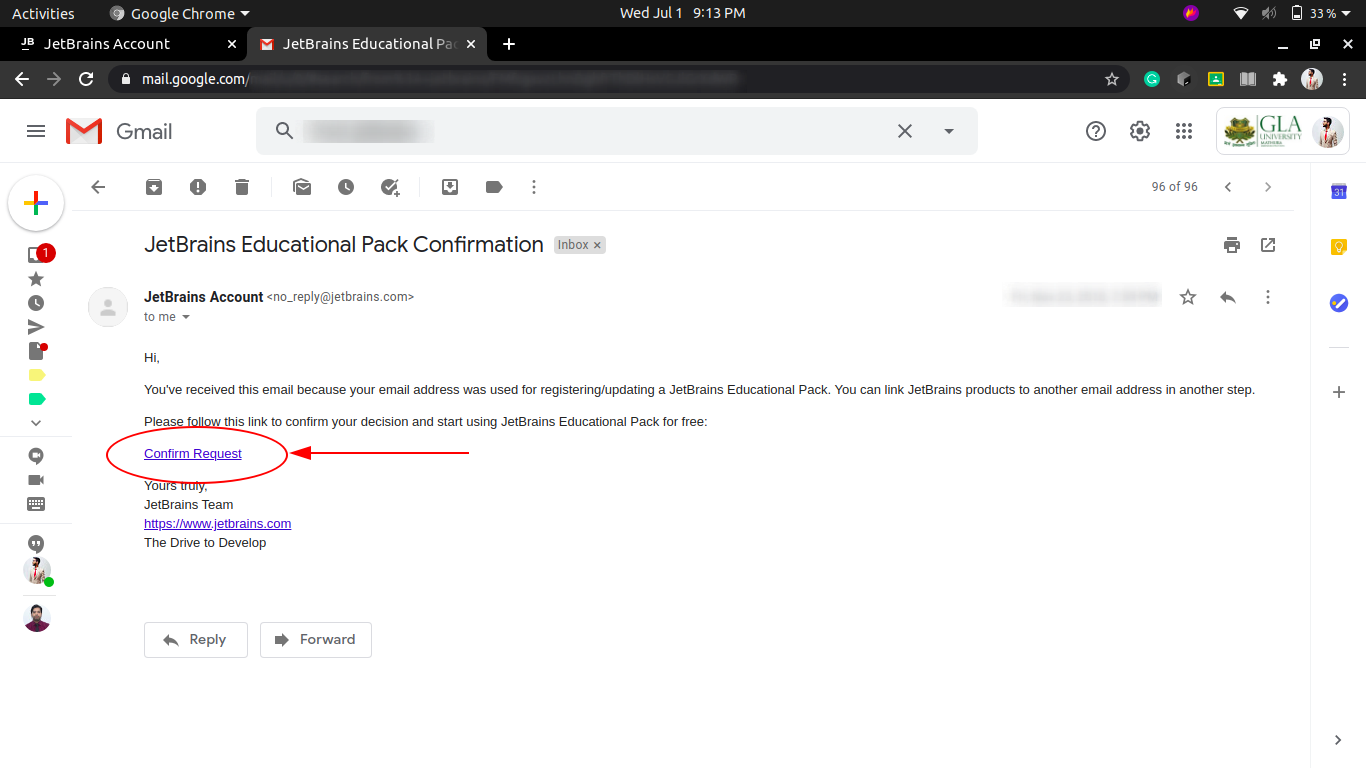 Activities
Google Chrome
Wed Jul 1 9:13 PM
33 %
JB
JetBrains Account
JetBrains Educational Pac
mail.google.com/
Gmail
GLA
UNIVERSITY
MATHURA
96 of 96
31
JetBrains Educational Pack Confirmation
Inbox
1
JetBrains Account <no_reply@jetbrains.com>
to me
Hi,
You've received this email because your email address was used for registering/updating a JetBrains Educational Pack. You can link JetBrains products to another email address in another step.
Please follow this link to confirm your decision and start using JetBrains Educational Pack for free:
Confirm Request
Yours truly,
JetBrains Team
https://www.jetbrains.com
The Drive to Develop
Reply
Forward